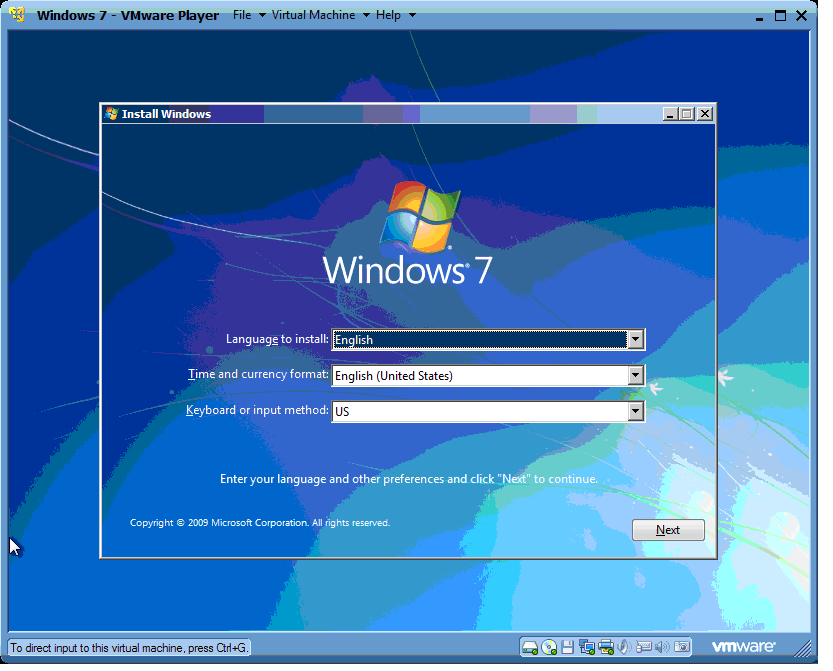 Windows 7 - VMware Player File Virtual Machine Help
Install Windows
Windows® 7
Language to install: English
Time and currency format: English (United States)
Keyboard or input method: US
Enter your language and other preferences and click "Next" to continue.
Copyright © 2009 Microsoft Corporation. All rights reserved.
Next
To direct input to this virtual machine, press Ctrl+G.
vmware®